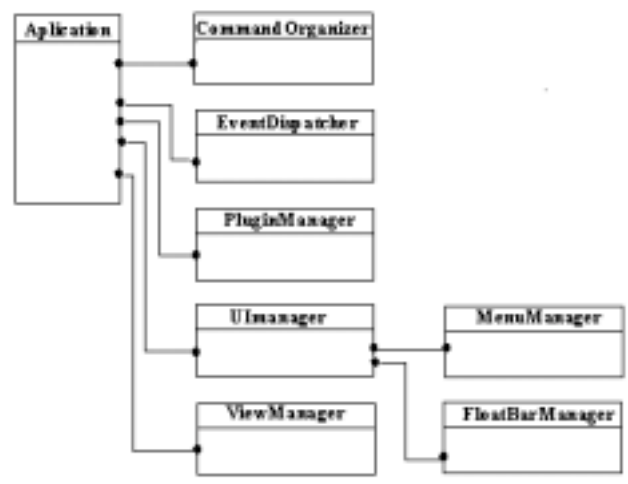 Aplication
Command Organizer
EventDispatcher
PluginManager
UImanager
MenuManager
ViewManager
FloatBarManager